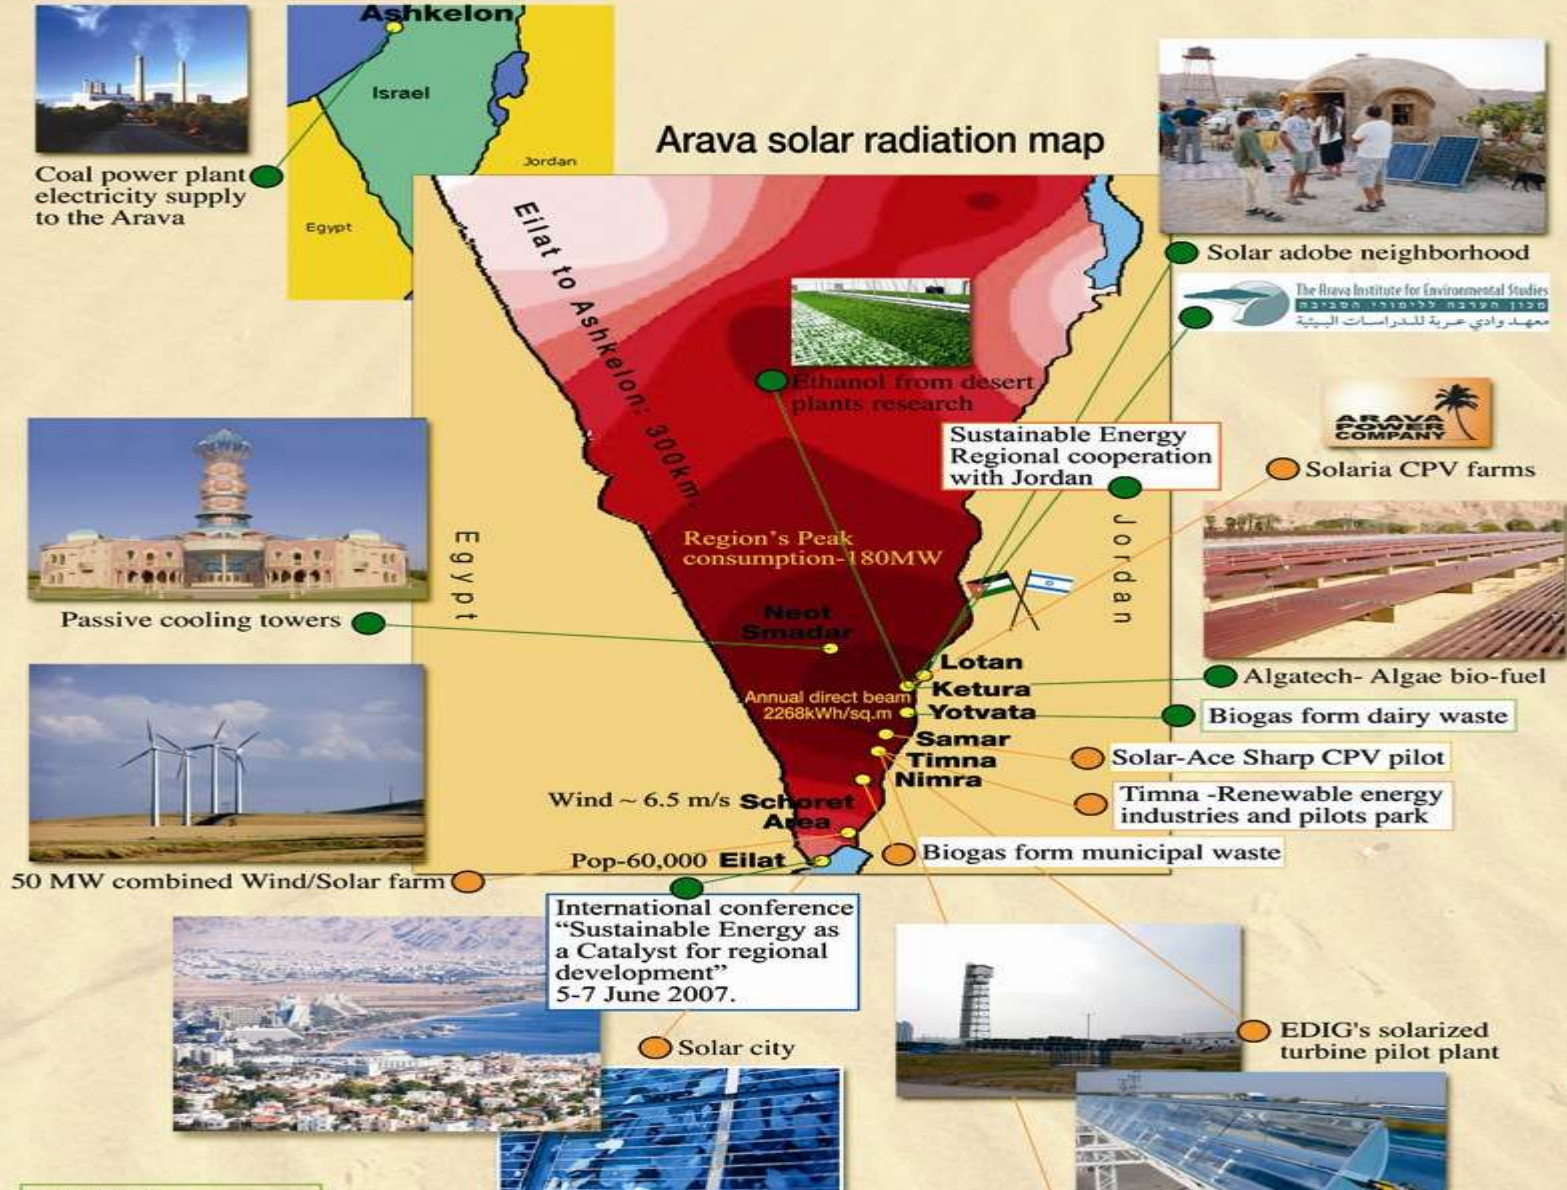 Ashkelon
Israel
Jordan
Egypt
Coal power plant
electricity supply
to the Arava
Arava solar radiation map
Eilat to Ashkelon: 300km.
Solar adobe neighborhood
The Arava Institute for Environmental Studies
מכון הערבה ללימודי הסביבה
معهد وادي عربة للدراسات البيئية
Ethanol from desert
plants research
ARAVA
POWER
COMPANY
Sustainable Energy
Regional cooperation
with Jordan
Solaria CPV farms
Egypt
Jordan
Region's Peak
consumption-180MW
Passive cooling towers
Neot
Smadar
Lotan
Ketura
Yotvata
Samar
Timna
Nimra
Annual direct beam
2268kWh/sq.m
Algatech- Algae bio-fuel
Biogas form dairy waste
Solar-Ace Sharp CPV pilot
Timna -Renewable energy
industries and pilots park
Wind ~ 6.5 m/s
Schoret
Area
Biogas form municipal waste
Pop-60,000
Eilat
50 MW combined Wind/Solar farm
International conference
“Sustainable Energy as
a Catalyst for regional
development”
5-7 June 2007.
EDIG's solarized
turbine pilot plant
Solar city